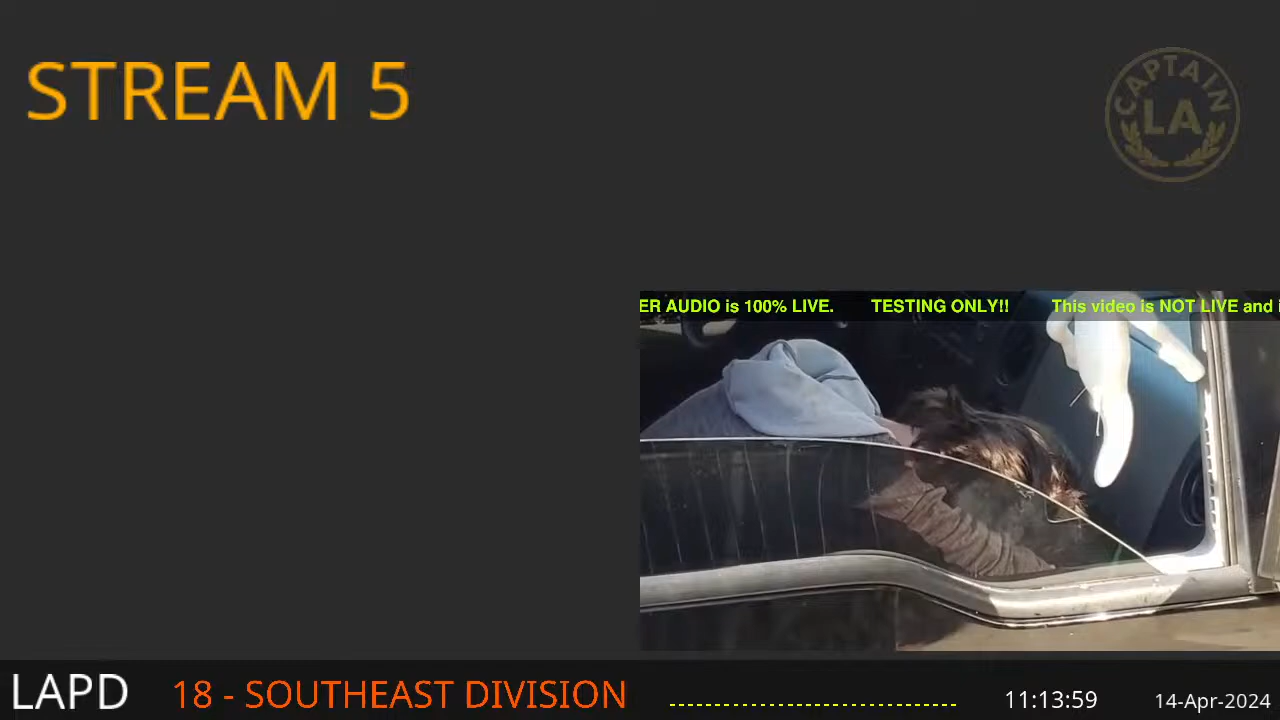 STREAM 5
CAPTAIN
LA
ER AUDIO is 100% LIVE. TESTING ONLY!! This video is NOT LIVE and i
LAPD 18 - SOUTHEAST DIVISION 11:13:59 14-Apr-2024